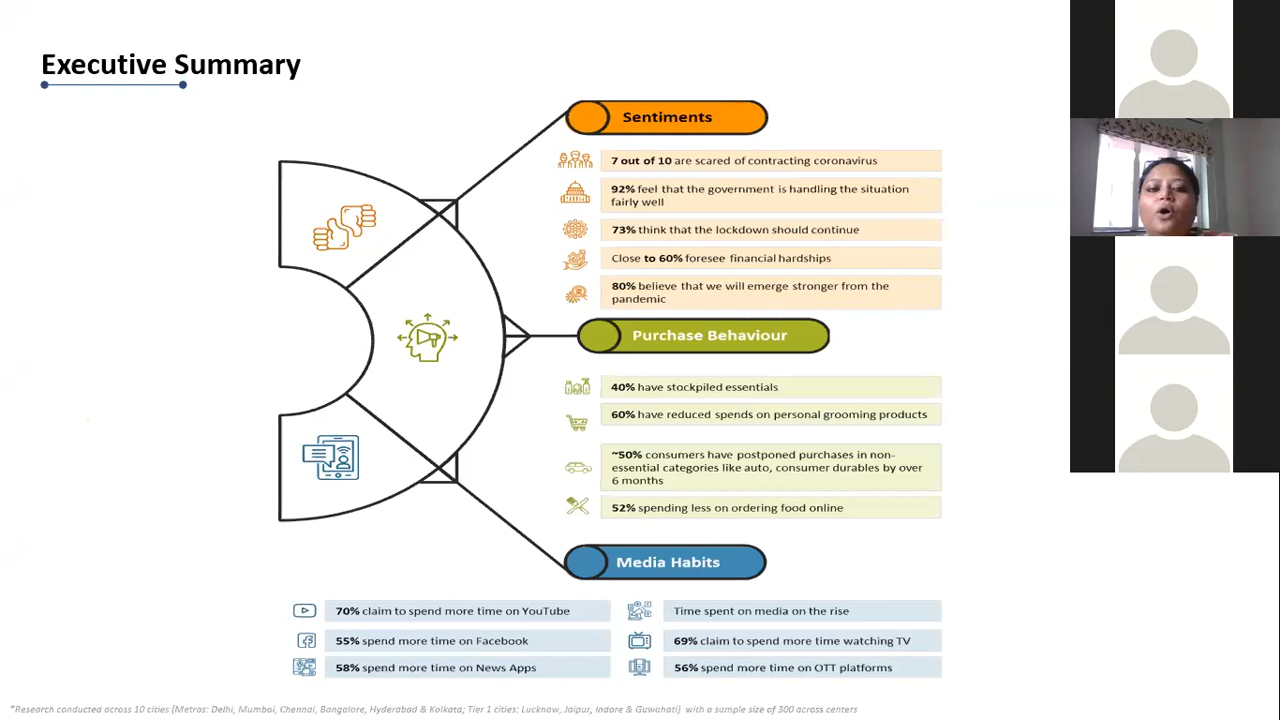 Executive Summary
Sentiments
7 out of 10 are scared of contracting coronavirus
92% feel that the government is handling the situation
fairly well
73% think that the lockdown should continue
Close to 60% foresee financial hardships
80% believe that we will emerge stronger from the
pandemic
Purchase Behaviour
40% have stockpiled essentials
60% have reduced spends on personal grooming products
~50% consumers have postponed purchases in non-
essential categories like auto, consumer durables by over
6 months
52% spending less on ordering food online
Media Habits
70% claim to spend more time on YouTube
Time spent on media on the rise
55% spend more time on Facebook
69% claim to spend more time watching TV
58% spend more time on News Apps
56% spend more time on OTT platforms
*Research conducted across 10 cities (Metros: Delhi, Mumbai, Chennai, Bangalore, Hyderabad & Kolkata; Tier 1 cities: Lucknow, Jaipur, Indore & Guwahati) with a sample size of 300 across centers